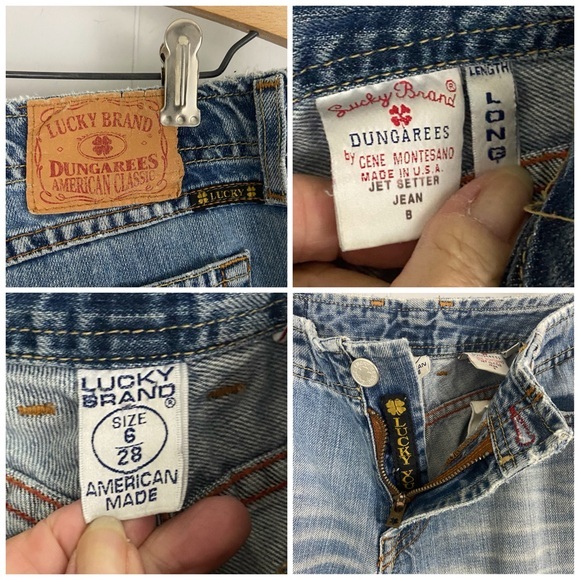 LUCKY BRAND
DUNGAREES
AMERICAN CLASSIC
LUCKY
Lucky Brand®
DUNGAREES
by GENE MONTESANO
MADE IN U.S.A.
JET SETTER
JEAN
B
LENGTH
LONG
LUCKY
BRAND®
SIZE
6
28
AMERICAN
MADE
LUCKY YO